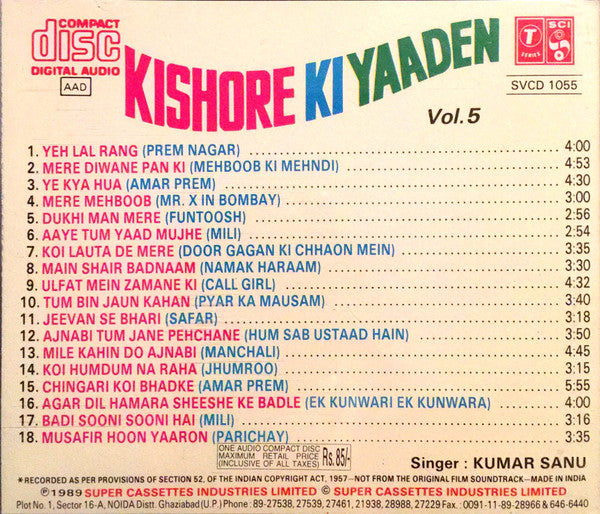 COMPACT
disc
DIGITAL AUDIO
AAD
KISHORE KI YAADEN
Vol. 5
T
SERIES
SCI
SVCD 1055
1. YEH LAL RANG (PREM NAGAR) 4:00
2. MERE DIWANE PAN KI (MEHBOOB KI MEHNDI) 4:53
3. YE KYA HUA (AMAR PREM) 4:30
4. MERE MEHBOOB (MR. X IN BOMBAY) 3:00
5. DUKHI MAN MERE (FUNTOOSH) 2:56
6. AAYE TUM YAAD MUJHE (MILI) 2:54
7. KOI LAUTA DE MERE (DOOR GAGAN KI CHHAON MEIN) 3:35
8. MAIN SHAIR BADNAAM (NAMAK HARAAM) 3:30
9. ULFAT MEIN ZAMANE KI (CALL GIRL) 4:32
10. TUM BIN JAUN KAHAN (PYAR KA MAUSAM) 3:40
11. JEEVAN SE BHARI (SAFAR) 3:18
12. AJNABI TUM JANE PEHCHANE (HUM SAB USTAAD HAIN) 3:50
13. MILE KAHIN DO AJNABI (MANCHALI) 4:45
14. KOI HUMDUM NA RAHA (JHUMROO) 3:15
15. CHINGARI KOI BHADKE (AMAR PREM) 5:55
16. AGAR DIL HAMARA SHEESHE KE BADLE (EK KUNWARI EK KUNWARA) 4:00
17. BADI SOONI SOONI HAI (MILI) 3:16
18. MUSAFIR HOON YAARON (PARICHAY) 3:35
ONE AUDIO COMPACT DISC
MAXIMUM RETAIL PRICE
(INCLUSIVE OF ALL TAXES)
Rs. 85/-
Singer : KUMAR SANU
*RECORDED AS PER PROVISIONS OF SECTION 52, OF THE INDIAN COPYRIGHT ACT, 1957—NOT FROM THE ORIGINAL FILM SOUNDTRACK—MADE IN INDIA
Ⓟ 1989 SUPER CASSETTES INDUSTRIES LIMITED © SUPER CASSETTES INDUSTRIES LIMITED
Plot No. 1, Sector 16-A, NOIDA Distt. Ghaziabad (U.P.) Phone : 89-27538, 27539, 27461, 21938, 28988, 27229 Fax.: 0091-11-89-28966 & 646-6440